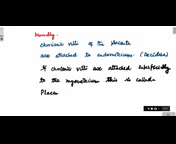 Normally,
chorionic villi of the placenta
are attached to endometrium. (Decidua)
If chorionic villi are attached superficially
to the myometrium this is called
Place